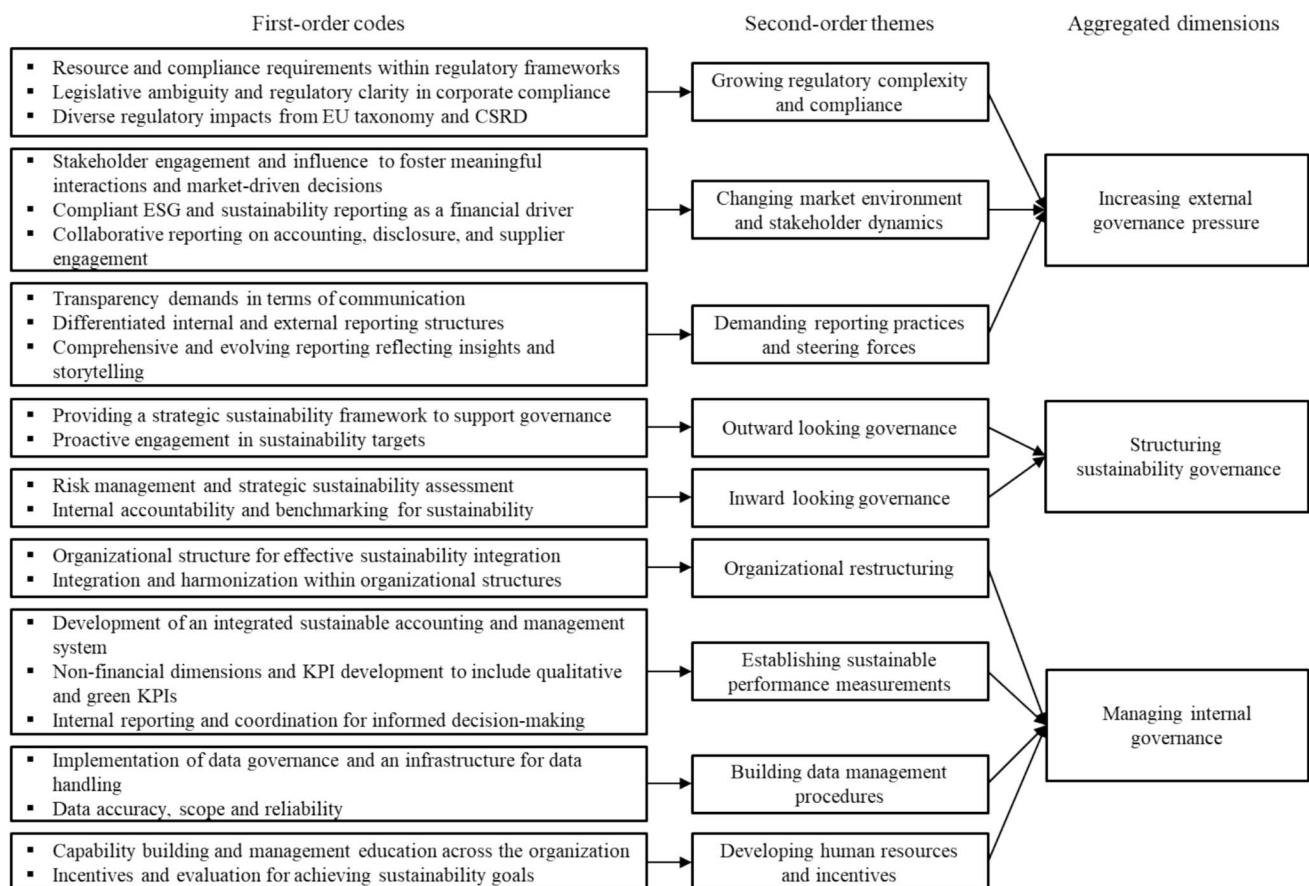 First-order codes
Second-order themes
Aggregated dimensions
▪ Resource and compliance requirements within regulatory frameworks
▪ Legislative ambiguity and regulatory clarity in corporate compliance
▪ Diverse regulatory impacts from EU taxonomy and CSRD
Growing regulatory complexity
and compliance
▪ Stakeholder engagement and influence to foster meaningful
interactions and market-driven decisions
▪ Compliant ESG and sustainability reporting as a financial driver
▪ Collaborative reporting on accounting, disclosure, and supplier
engagement
Changing market environment
and stakeholder dynamics
▪ Transparency demands in terms of communication
▪ Differentiated internal and external reporting structures
▪ Comprehensive and evolving reporting reflecting insights and
storytelling
Demanding reporting practices
and steering forces
Increasing external
governance pressure
▪ Providing a strategic sustainability framework to support governance
▪ Proactive engagement in sustainability targets
Outward looking governance
▪ Risk management and strategic sustainability assessment
▪ Internal accountability and benchmarking for sustainability
Inward looking governance
Structuring
sustainability governance
▪ Organizational structure for effective sustainability integration
▪ Integration and harmonization within organizational structures
Organizational restructuring
▪ Development of an integrated sustainable accounting and management
system
▪ Non-financial dimensions and KPI development to include qualitative
and green KPIs
▪ Internal reporting and coordination for informed decision-making
Establishing sustainable
performance measurements
▪ Implementation of data governance and an infrastructure for data
handling
▪ Data accuracy, scope and reliability
Building data management
procedures
▪ Capability building and management education across the organization
▪ Incentives and evaluation for achieving sustainability goals
Developing human resources
and incentives
Managing internal
governance